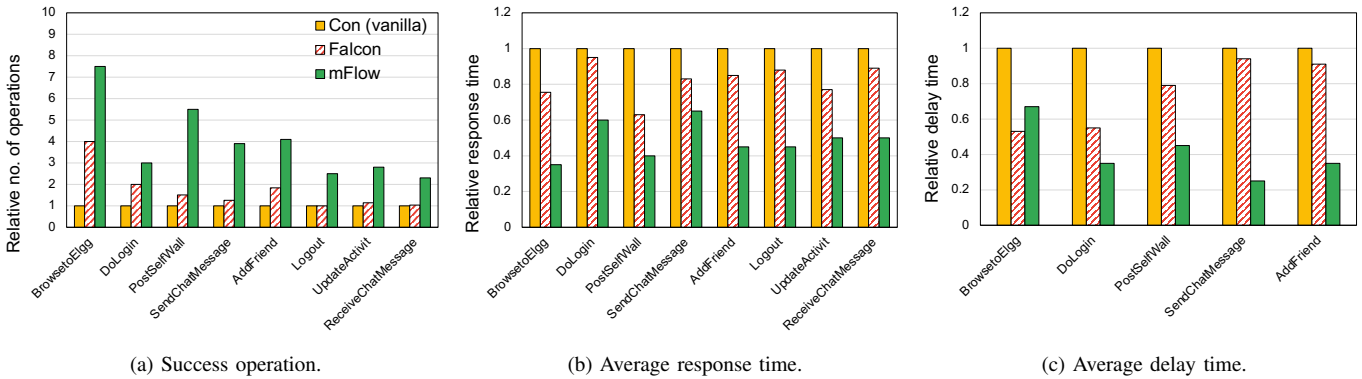 Relative no. of operations
10
9
8
7
6
5
4
3
2
1
0
Con (vanilla)
Falcon
mFlow
BrowsetoElgg
DoLogin
PostSelfWall
SendChatMessage
AddFriend
Logout
UpdateActivit
ReceiveChatMessage
(a) Success operation.
Relative response time
1.2
1
0.8
0.6
0.4
0.2
0
BrowsetoElgg
DoLogin
PostSelfWall
SendChatMessage
AddFriend
Logout
UpdateActivit
ReceiveChatMessage
(b) Average response time.
Relative delay time
1.2
1
0.8
0.6
0.4
0.2
0
BrowsetoElgg
DoLogin
PostSelfWall
SendChatMessage
AddFriend
(c) Average delay time.